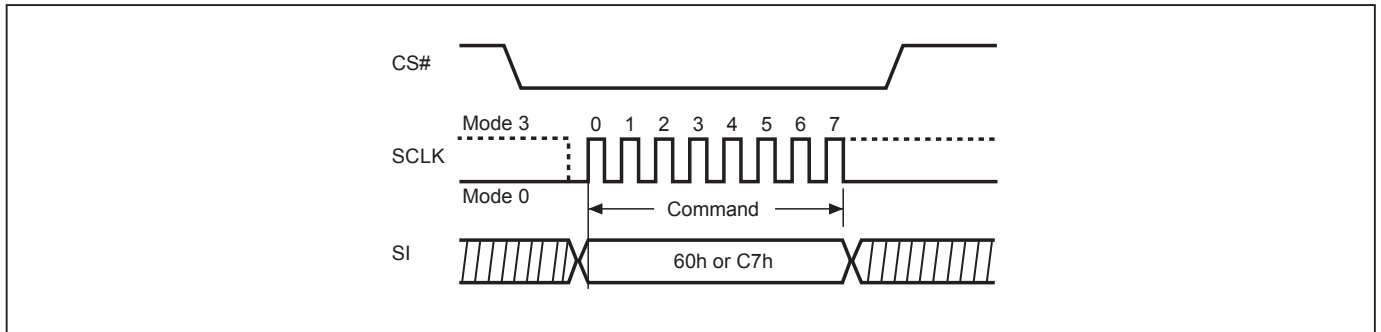 CS#
Mode 3 0 1 2 3 4 5 6 7
SCLK
Mode 0
Command
SI
60h or C7h